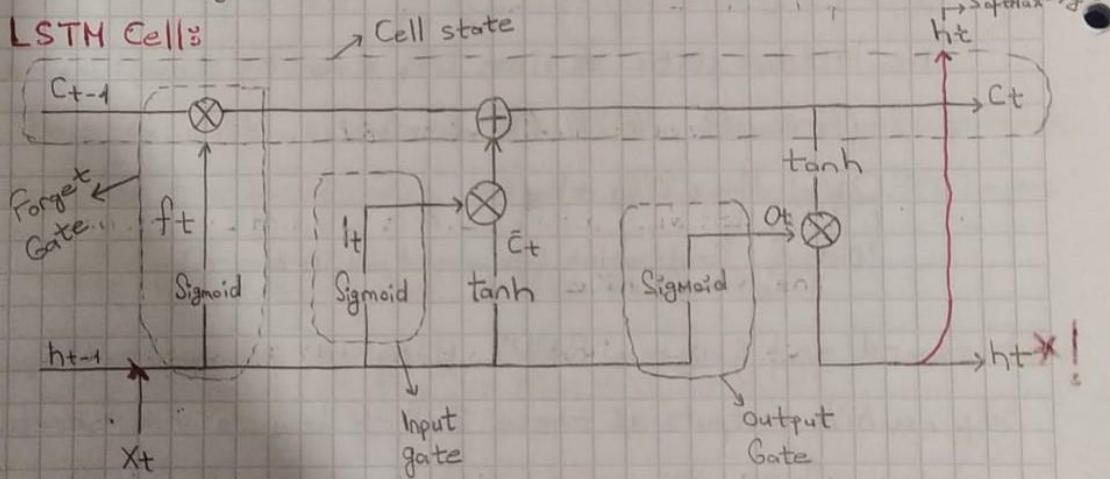 LSTM Cell:
Cell state
Softmax
ht
Ct-1
Ct
tanh
Forget
Gate...
ft
It
C̄t
Ot
Sigmoid
Sigmoid
tanh
Sigmoid
ht-1
ht*!
Xt
Input
gate
Output
Gate